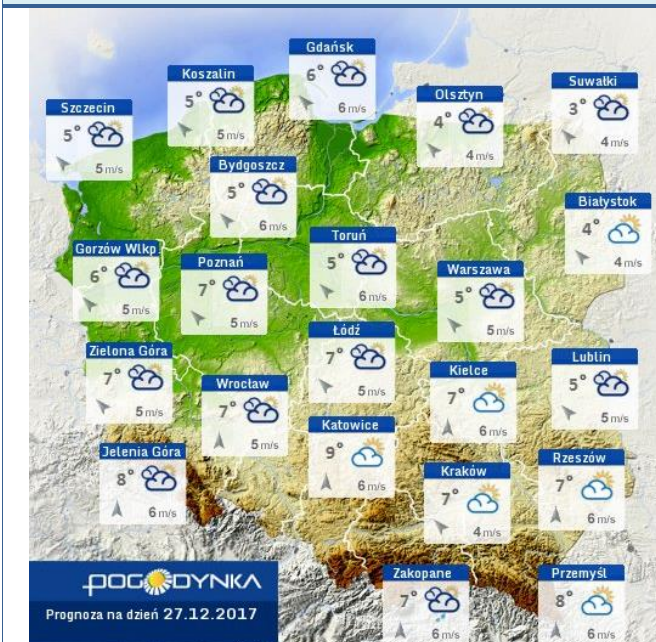 Gdańsk
6°
6 m/s
Koszalin
5°
5 m/s
Suwałki
3°
4 m/s
Olsztyn
4°
4 m/s
Szczecin
5°
5 m/s
Bydgoszcz
5°
6 m/s
Białystok
4°
4 m/s
Toruń
5°
6 m/s
Gorzów Wlkp
6°
5 m/s
Poznań
7°
5 m/s
Warszawa
5°
5 m/s
Łódź
7°
5 m/s
Zielona Góra
7°
5 m/s
Lublin
5°
5 m/s
Kielce
7°
6 m/s
Wrocław
7°
5 m/s
Katowice
9°
6 m/s
Jelenia Góra
8°
6 m/s
Rzeszów
7°
6 m/s
Kraków
7°
4 m/s
Zakopane
7°
6 m/s
Przemyśl
8°
6 m/s
POGODYNKA
Prognoza na dzień 27.12.2017